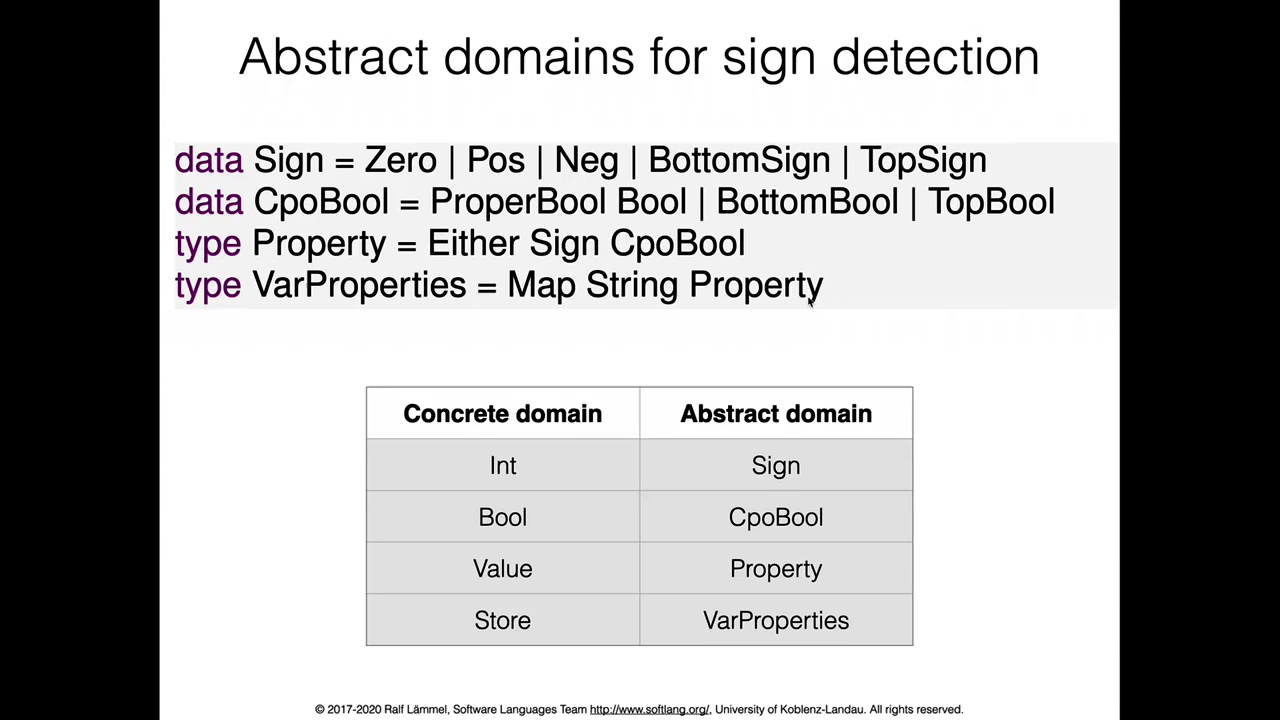 Abstract domains for sign detection
data Sign = Zero | Pos | Neg | BottomSign | TopSign
data CpoBool = ProperBool Bool | BottomBool | TopBool
type Property = Either Sign CpoBool
type VarProperties = Map String Property
Concrete domain Abstract domain
Int Sign
Bool CpoBool
Value Property
Store VarProperties
© 2017-2020 Ralf Lämmel, Software Languages Team http://www.softlang.org/, University of Koblenz-Landau. All rights reserved.